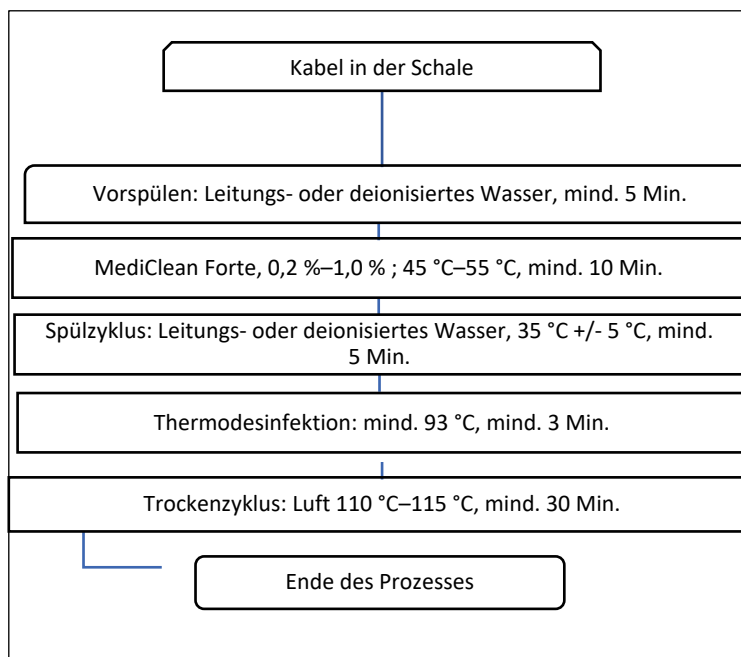 Kabel in der Schale
Vorspülen: Leitungs- oder deionisiertes Wasser, mind. 5 Min.
MediClean Forte, 0,2 %–1,0 % ; 45 °C–55 °C, mind. 10 Min.
Spülzyklus: Leitungs- oder deionisiertes Wasser, 35 °C +/- 5 °C, mind.
5 Min.
Thermodesinfektion: mind. 93 °C, mind. 3 Min.
Trockenzyklus: Luft 110 °C–115 °C, mind. 30 Min.
Ende des Prozesses